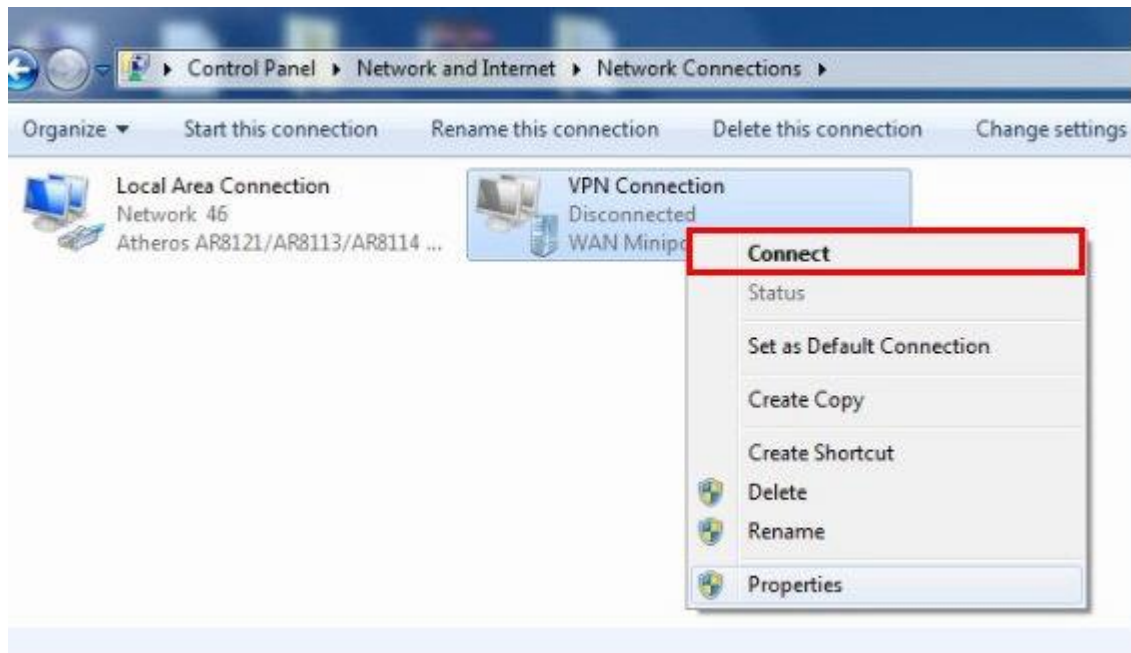 Control Panel ▸ Network and Internet ▸ Network Connections ▸
Organize Start this connection Rename this connection Delete this connection Change settings
Local Area Connection
Network 46
Atheros AR8121/AR8113/AR8114 ...
VPN Connection
Disconnected
WAN
Connect
Status
Set as Default Connection
Create Copy
Create Shortcut
Delete
Rename
Properties